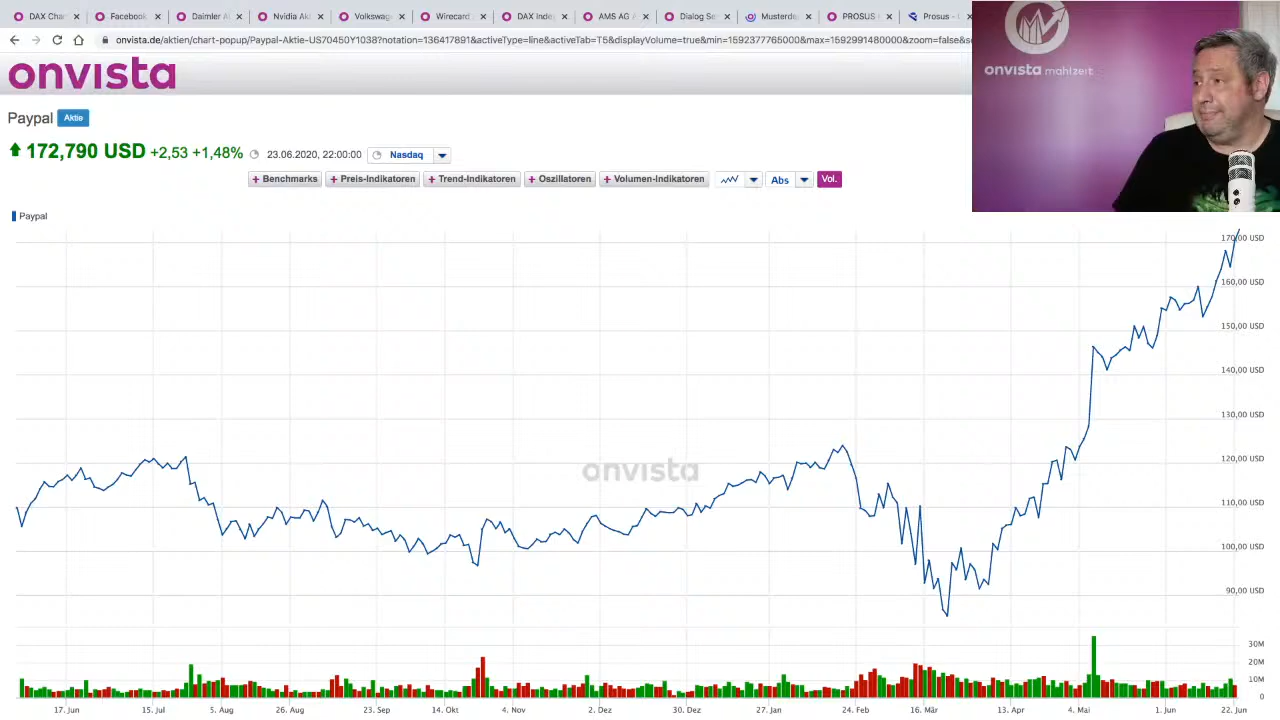 DAX Char
Facebook
Daimler Ak
Nvidia Akt
Volkswage
Wirecard
DAX Inde
AMS AG A
Dialog Se
Musterde
PROSUS
Prosus -
onvista.de/aktien/chart-popup/Paypal-Aktie-US70450Y1038?notation=136417891&activeType=line&activeTab=T5&displayVolume=true&min=1592377765000&max=1592991480000&zoom=false&
onvista mahlzeit
onvista
Paypal Aktie
172,790 USD +2,53 +1,48% 23.06.2020, 22:00:00 Nasdaq
+ Benchmarks + Preis-Indikatoren + Trend-Indikatoren + Oszillatoren + Volumen-Indikatoren Abs Vol.
Paypal
170,00 USD
160,00 USD
150,00 USD
140,00 USD
130,00 USD
120,00 USD
onvista
110,00 USD
100,00 USD
90,00 USD
30M
20M
10M
0
17. Jun 15. Jul 5. Aug 26. Aug 23. Sep 14. Okt 4. Nov 2. Dez 30. Dez 27. Jan 24. Feb 16. Mär 13. Apr 4. Mai 1. Jun 22. Jun